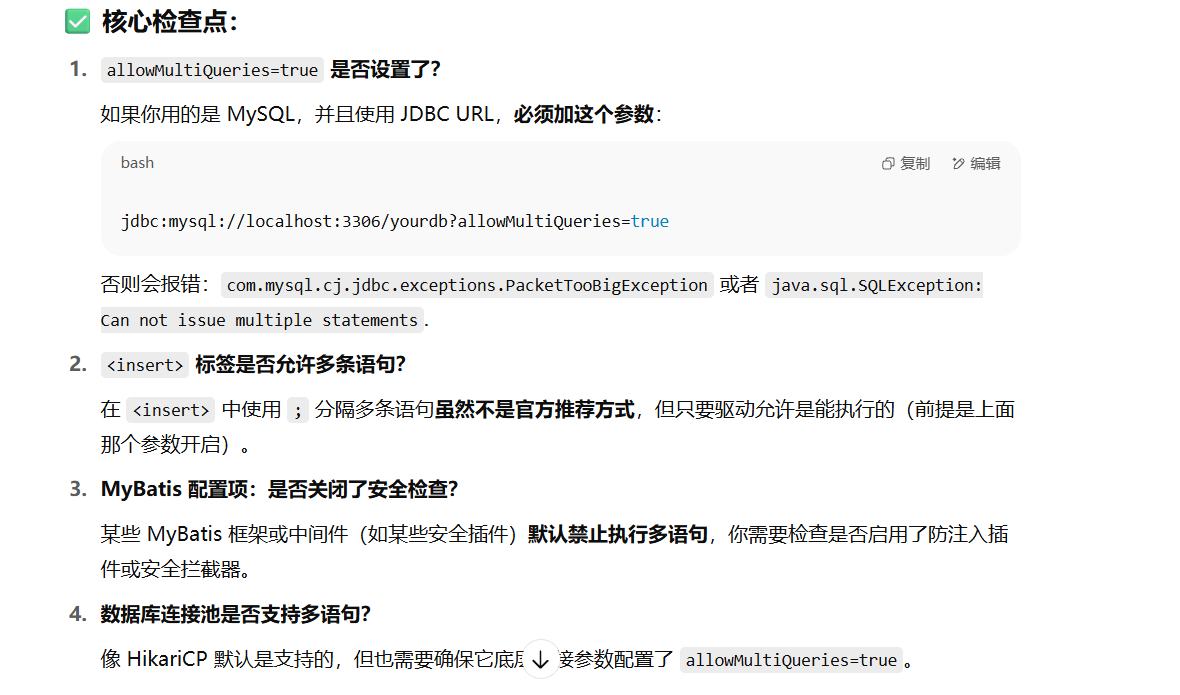 核心检查点：
1. allowMultiQueries=true 是否设置了？
如果你用的是 MySQL，并且使用 JDBC URL，必须加这个参数：
bash 复制 编辑
jdbc:mysql://localhost:3306/yourdb?allowMultiQueries=true
否则会报错：com.mysql.cj.jdbc.exceptions.PacketTooBigException 或者 java.sql.SQLException:
Can not issue multiple statements.
2. <insert> 标签是否允许多条语句？
在 <insert> 中使用 ; 分隔多条语句虽然不是官方推荐方式，但只要驱动允许是能执行的（前提是上面
那个参数开启）。
3. MyBatis 配置项：是否关闭了安全检查？
某些 MyBatis 框架或中间件（如某些安全插件）默认禁止执行多语句，你需要检查是否启用了防注入插
件或安全拦截器。
4. 数据库连接池是否支持多语句？
像 HikariCP 默认是支持的，但也需要确保它底 接参数配置了 allowMultiQueries=true。